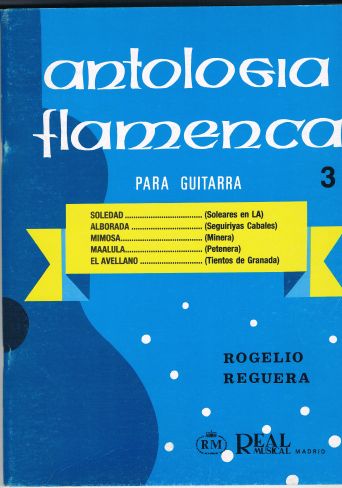 antología
flamenca
PARA GUITARRA
3
SOLEDAD ................................ (Soleares en LA)
ALBORADA ............................. (Seguiriyas Cabales)
MIMOSA ................................. (Minera)
MAALULA ............................... (Petenera)
EL AVELLANO ........................ (Tientos de Granada)
ROGELIO
REGUERA
RM
REAL
MUSICAL MADRID